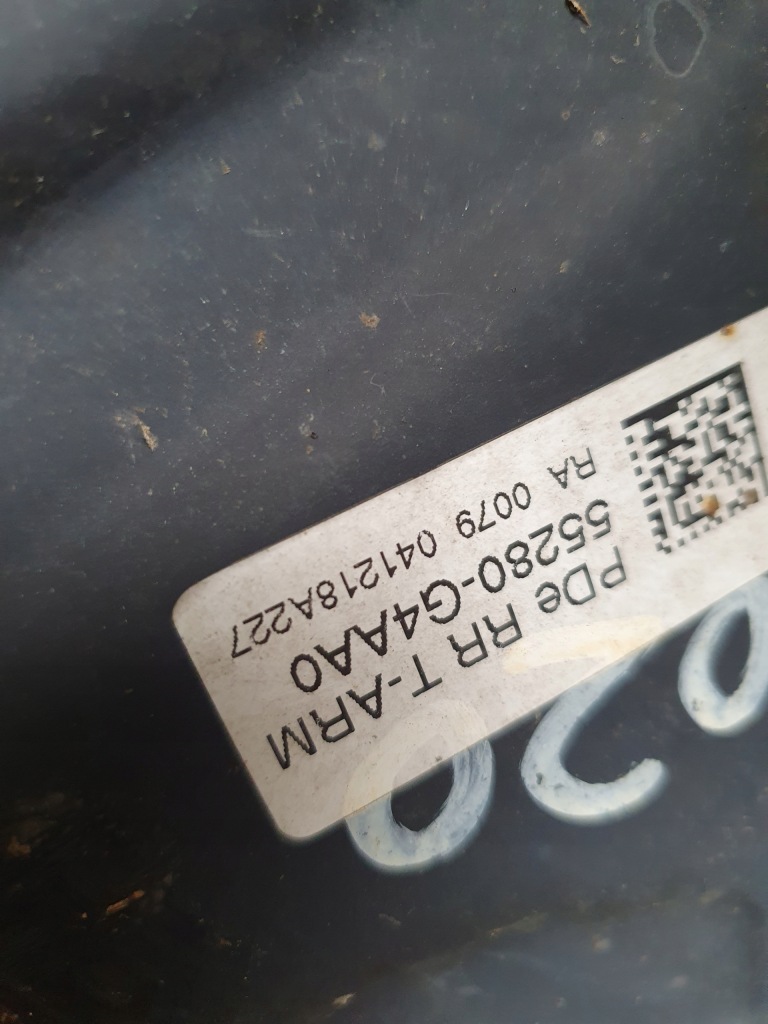 PDe RR T-ARM
55280-G4AA0
RA 0079 041218A227